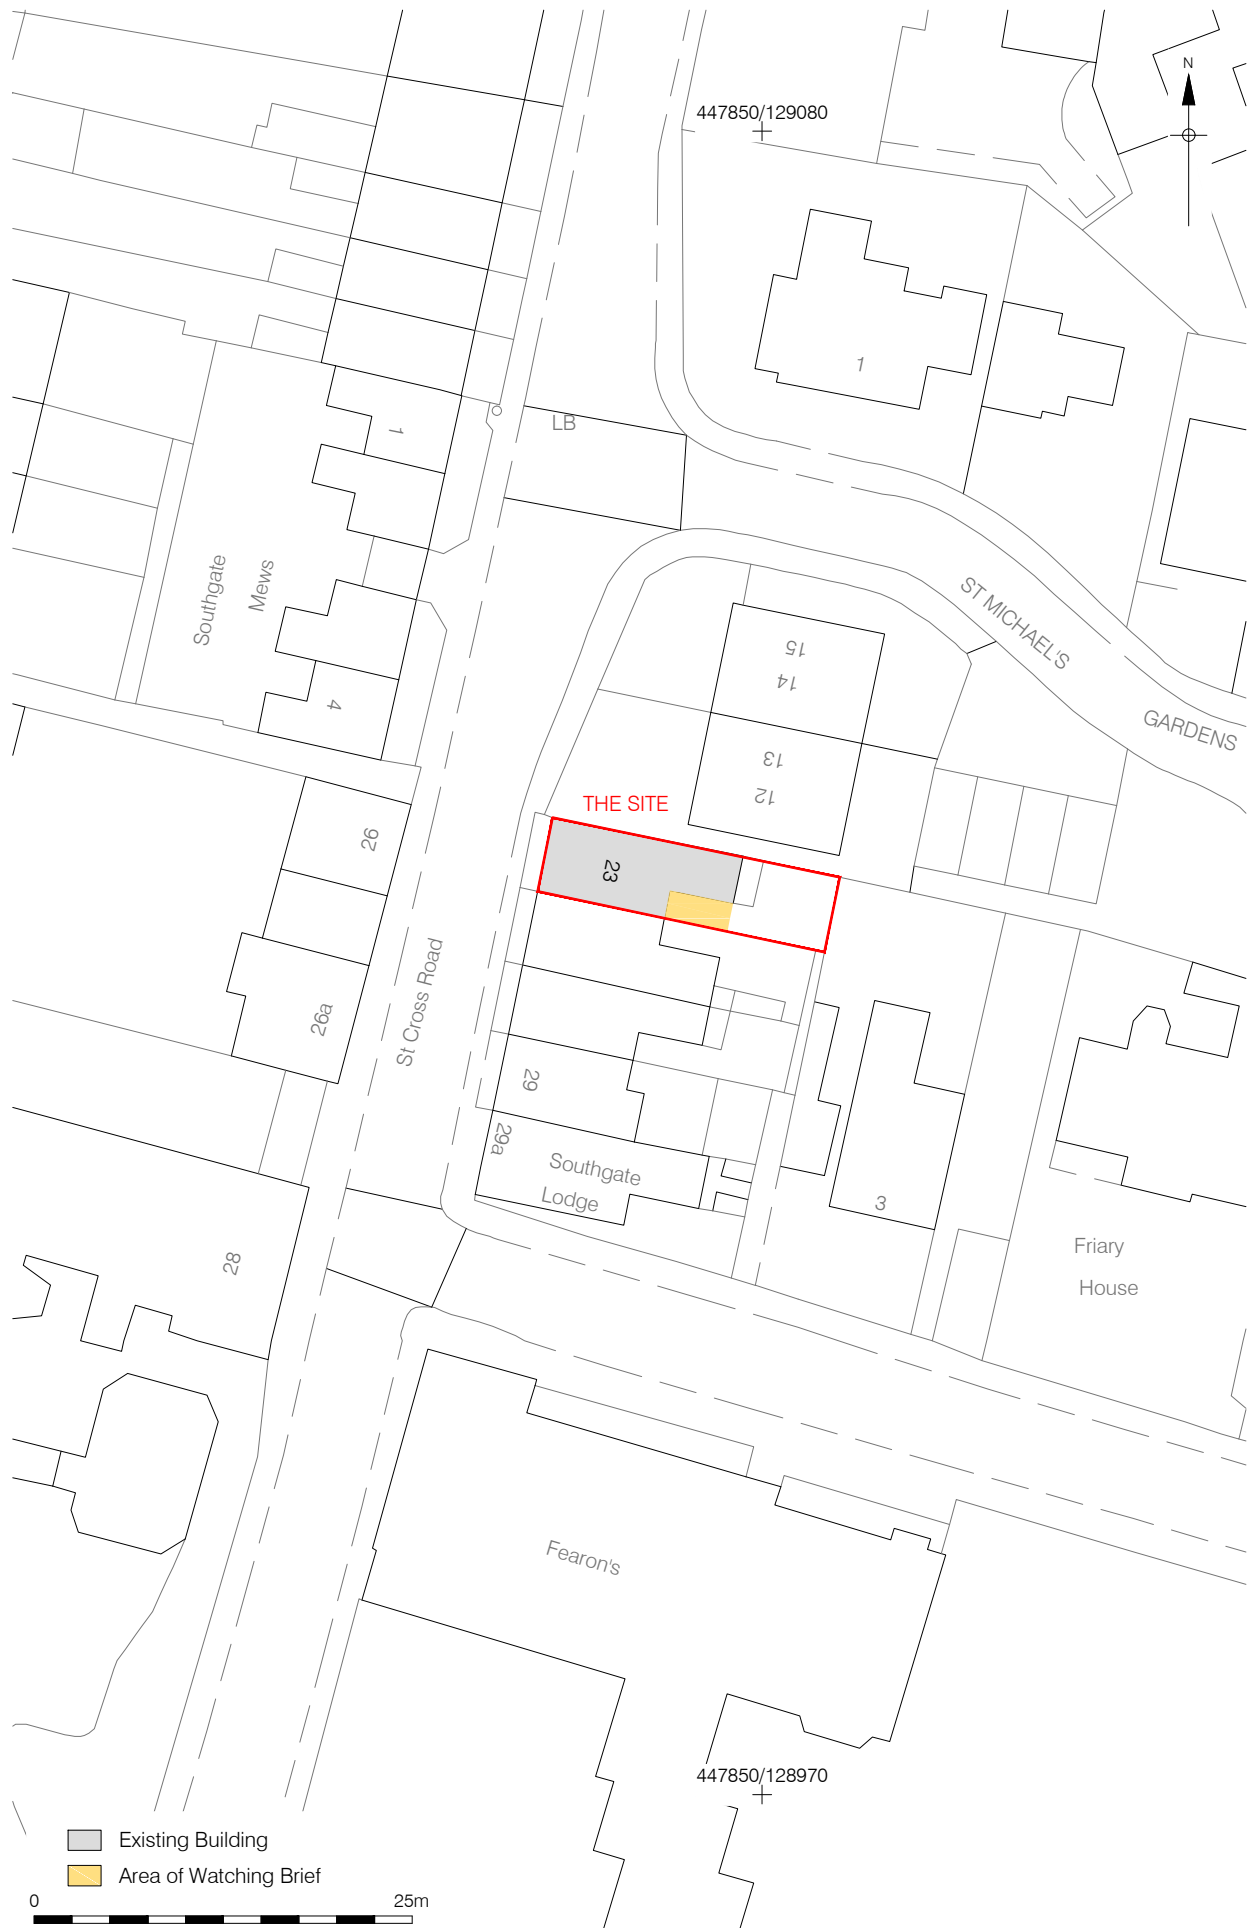 N
447850/129080
1
LB
1
Southgate
Mews
ST MICHAEL'S
GARDENS
15
14
4
13
12
THE SITE
26
23
St Cross Road
26a
29
29a
Southgate
Lodge
3
28
Friary
House
Fearon's
447850/128970
Existing Building
Area of Watching Brief
0 25m